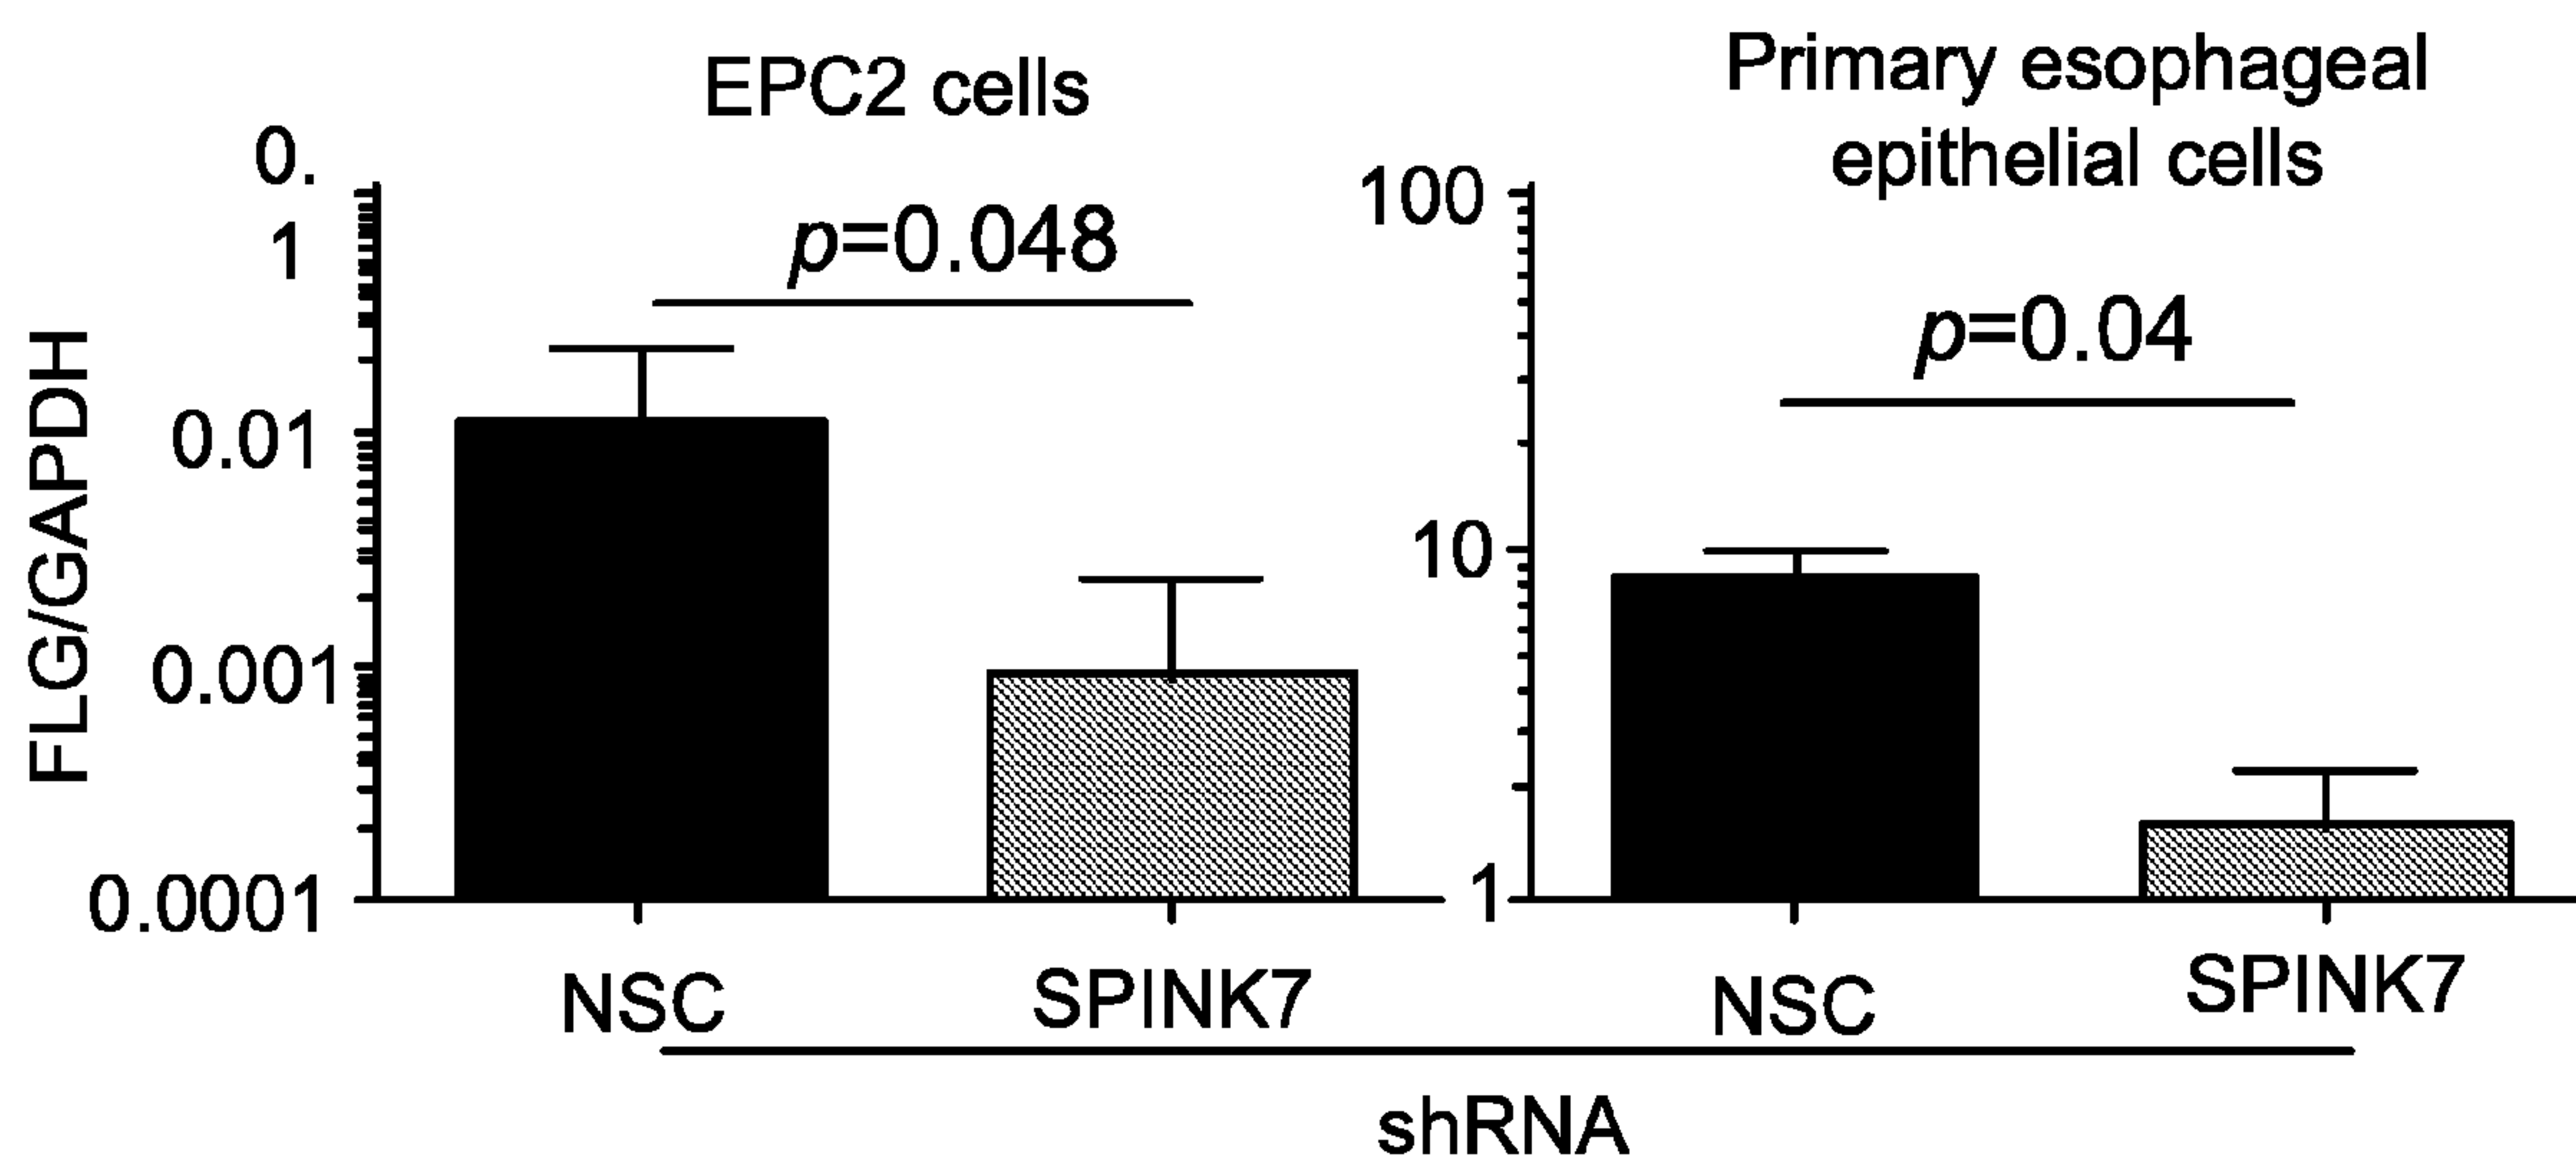 EPC2 cells
Primary esophageal
epithelial cells
FLG/GAPDH
0.
1
0.01
0.001
0.0001
p=0.048
NSC
SPINK7
100
10
1
p=0.04
NSC
SPINK7
shRNA